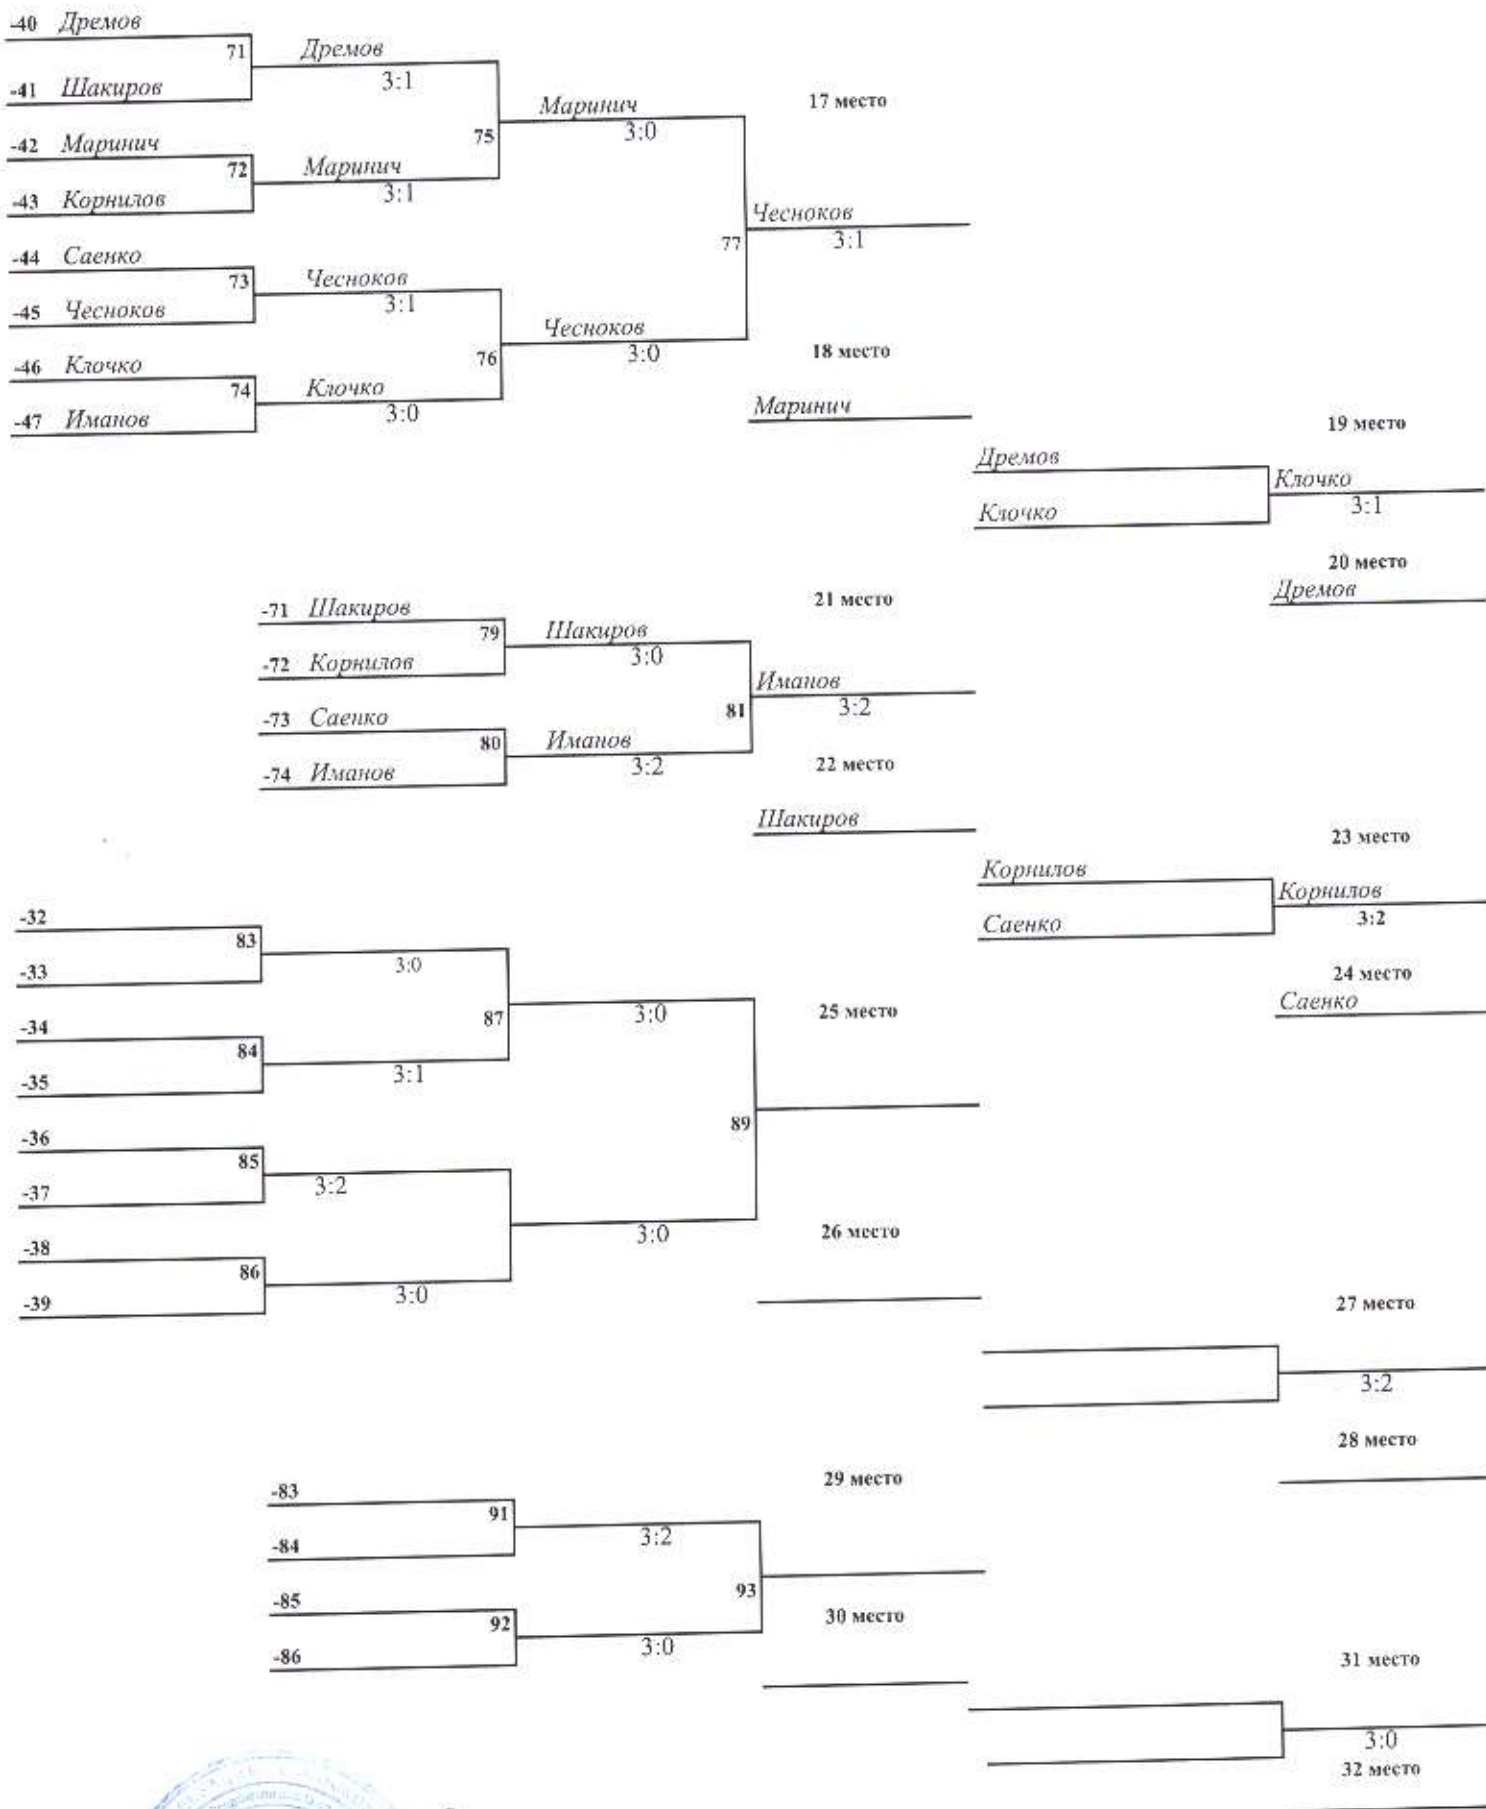 -40 Дремов
71
Дремов
3:1
-41 Шакиров
Маринич
3:0
17 место
75
-42 Маринич
72
Маринич
3:1
-43 Корнилов
Чесноков
3:1
77
-44 Саенко
73
Чесноков
3:1
-45 Чесноков
Чесноков
3:0
76
18 место
-46 Клочко
74
Клочко
3:0
-47 Иманов
Маринич
19 место
Дремов
Клочко
3:1
Клочко
20 место
Дремов
21 место
-71 Шакиров
79
Шакиров
3:0
-72 Корнилов
Иманов
3:2
81
-73 Саенко
80
Иманов
3:2
-74 Иманов
22 место
Шакиров
23 место
Корнилов
Корнилов
3:2
Саенко
24 место
Саенко
-32
83
3:0
-33
87
3:0
25 место
-34
84
3:1
-35
89
-36
85
3:2
-37
3:0
26 место
-38
86
3:0
-39
27 место
3:2
28 место
29 место
-83
91
3:2
-84
93
-85
92
3:0
-86
30 место
31 место
3:0
32 место